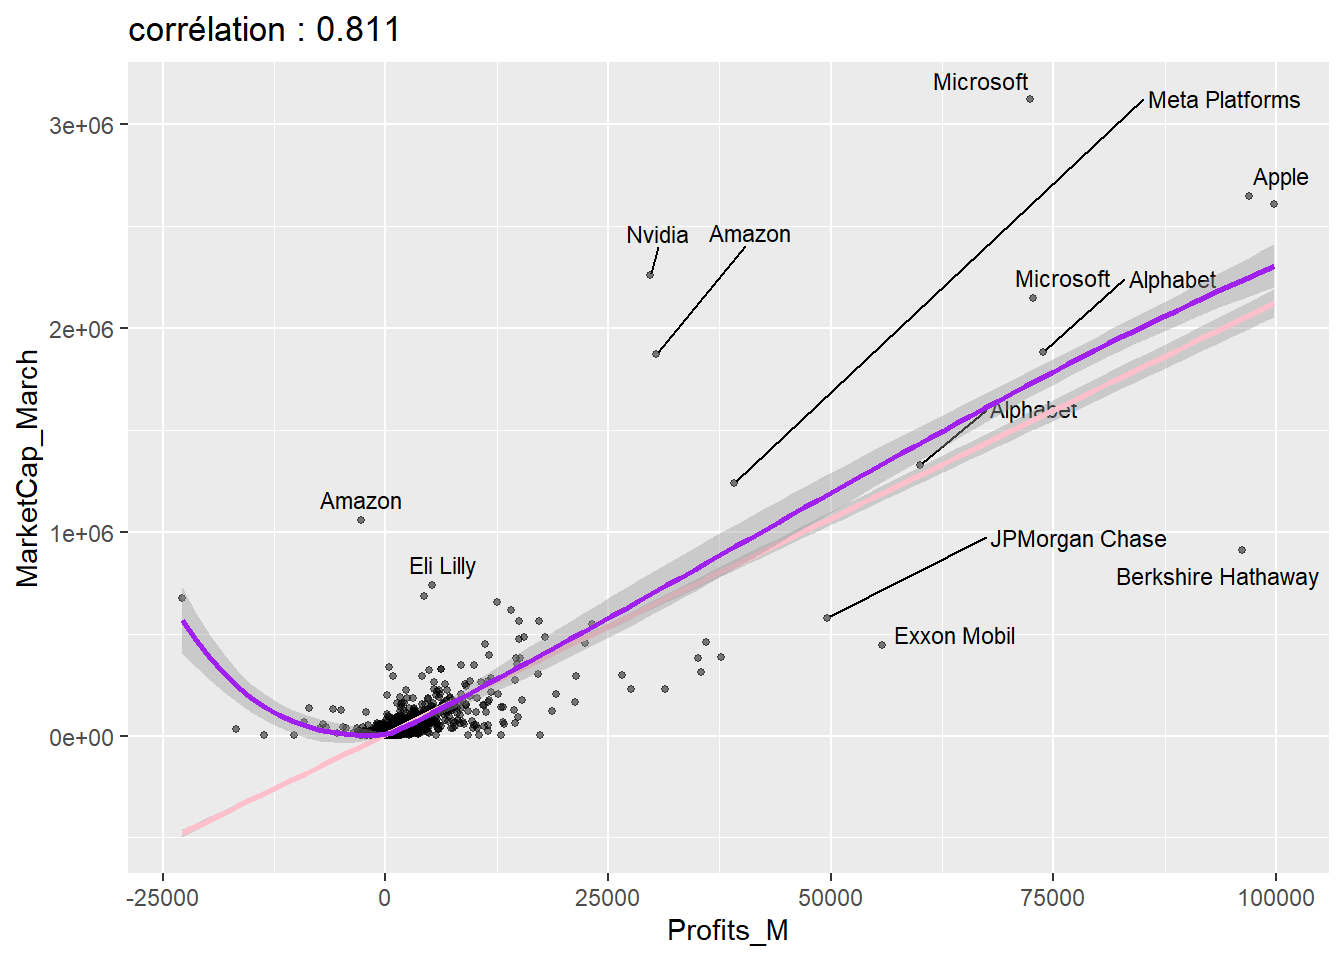 corrélation : 0.811
Microsoft
Meta Platforms
3e+06
Apple
Nvidia
Amazon
Microsoft
Alphabet
2e+06
Alphabet
MarketCap_March
Amazon
1e+06
JPMorgan Chase
Eli Lilly
Berkshire Hathaway
Exxon Mobil
0e+00
-25000
0
25000
50000
75000
100000
Profits_M